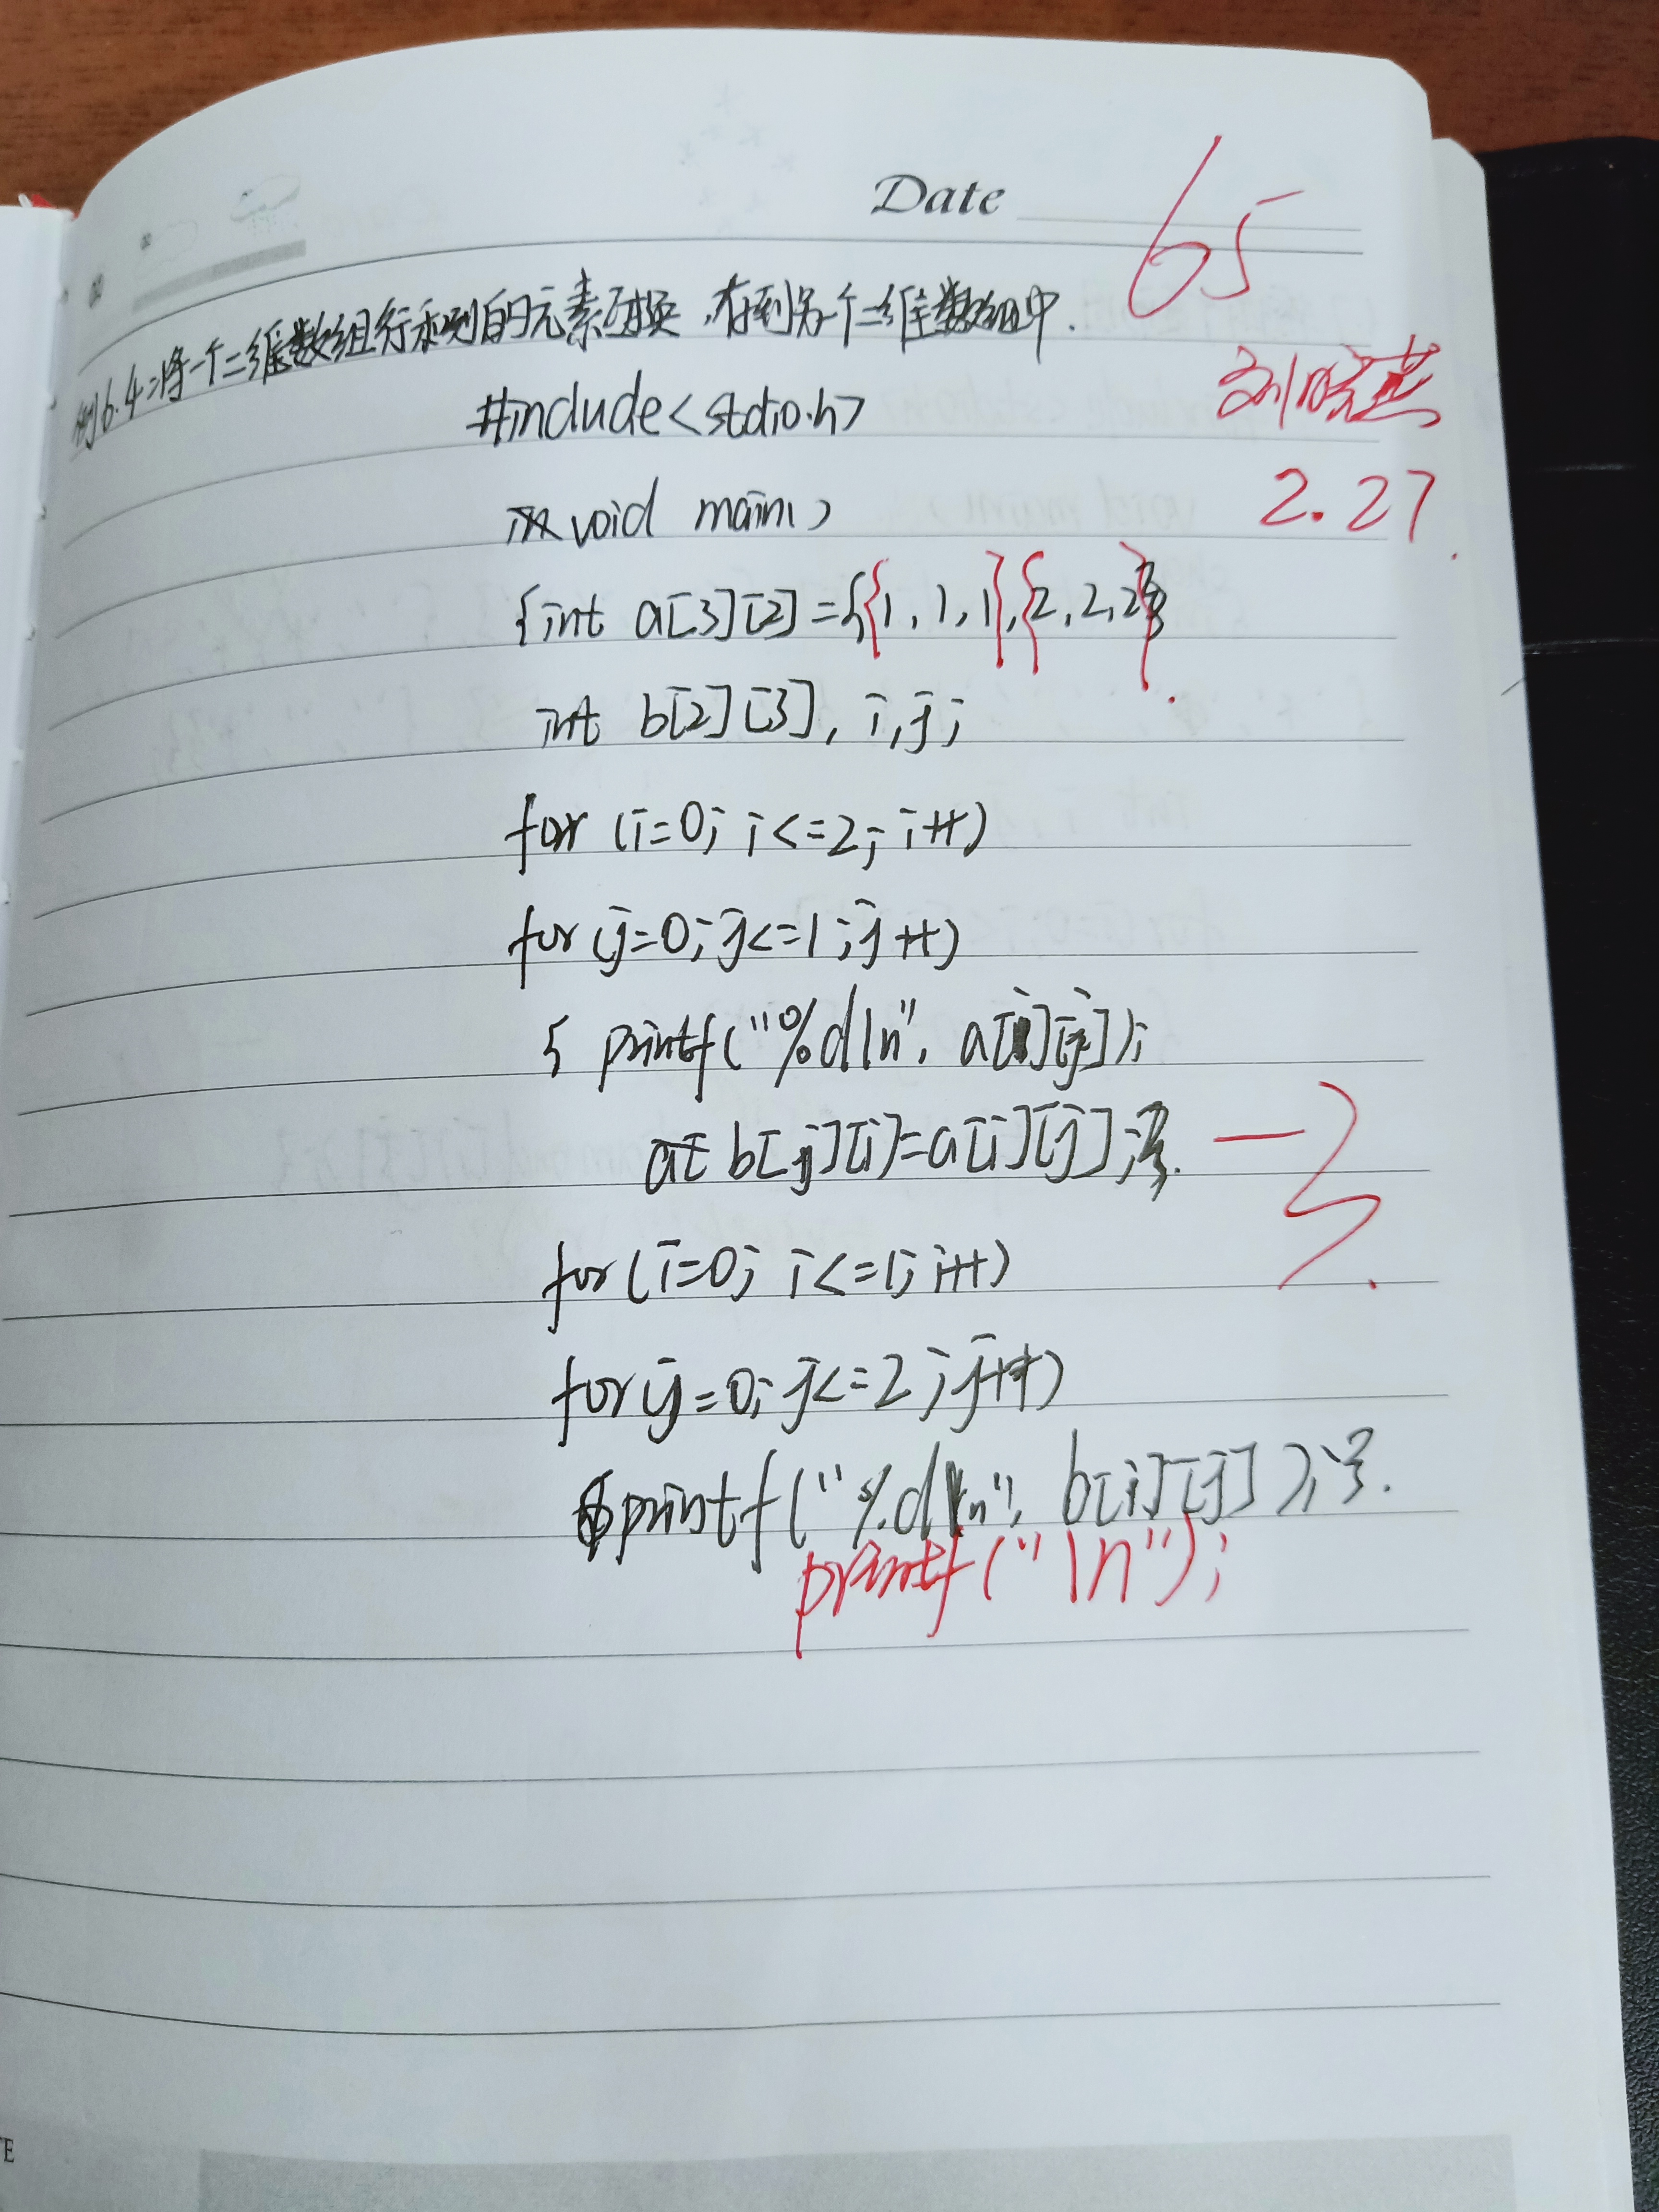 Date
65
例6.4:将一个二维数组行和列的元素互换,存到另个二维数组中.
#include<stdio.h>
刘晓燕
void main()
2.27
{int a[3][2]={{1,1,1},{2,2,2}}
int b[2][3], i,j;
for (i=0; i<=2; i++)
for (j=0; j<=1; j++)
{ printf("%d\n", a[i][j]);
b[j][i]=a[i][j];}
for(i=0; i<=1; i++)
for(j=0; j<=2; j++)
printf("%d\n", b[i][j]);}
printf("\n");